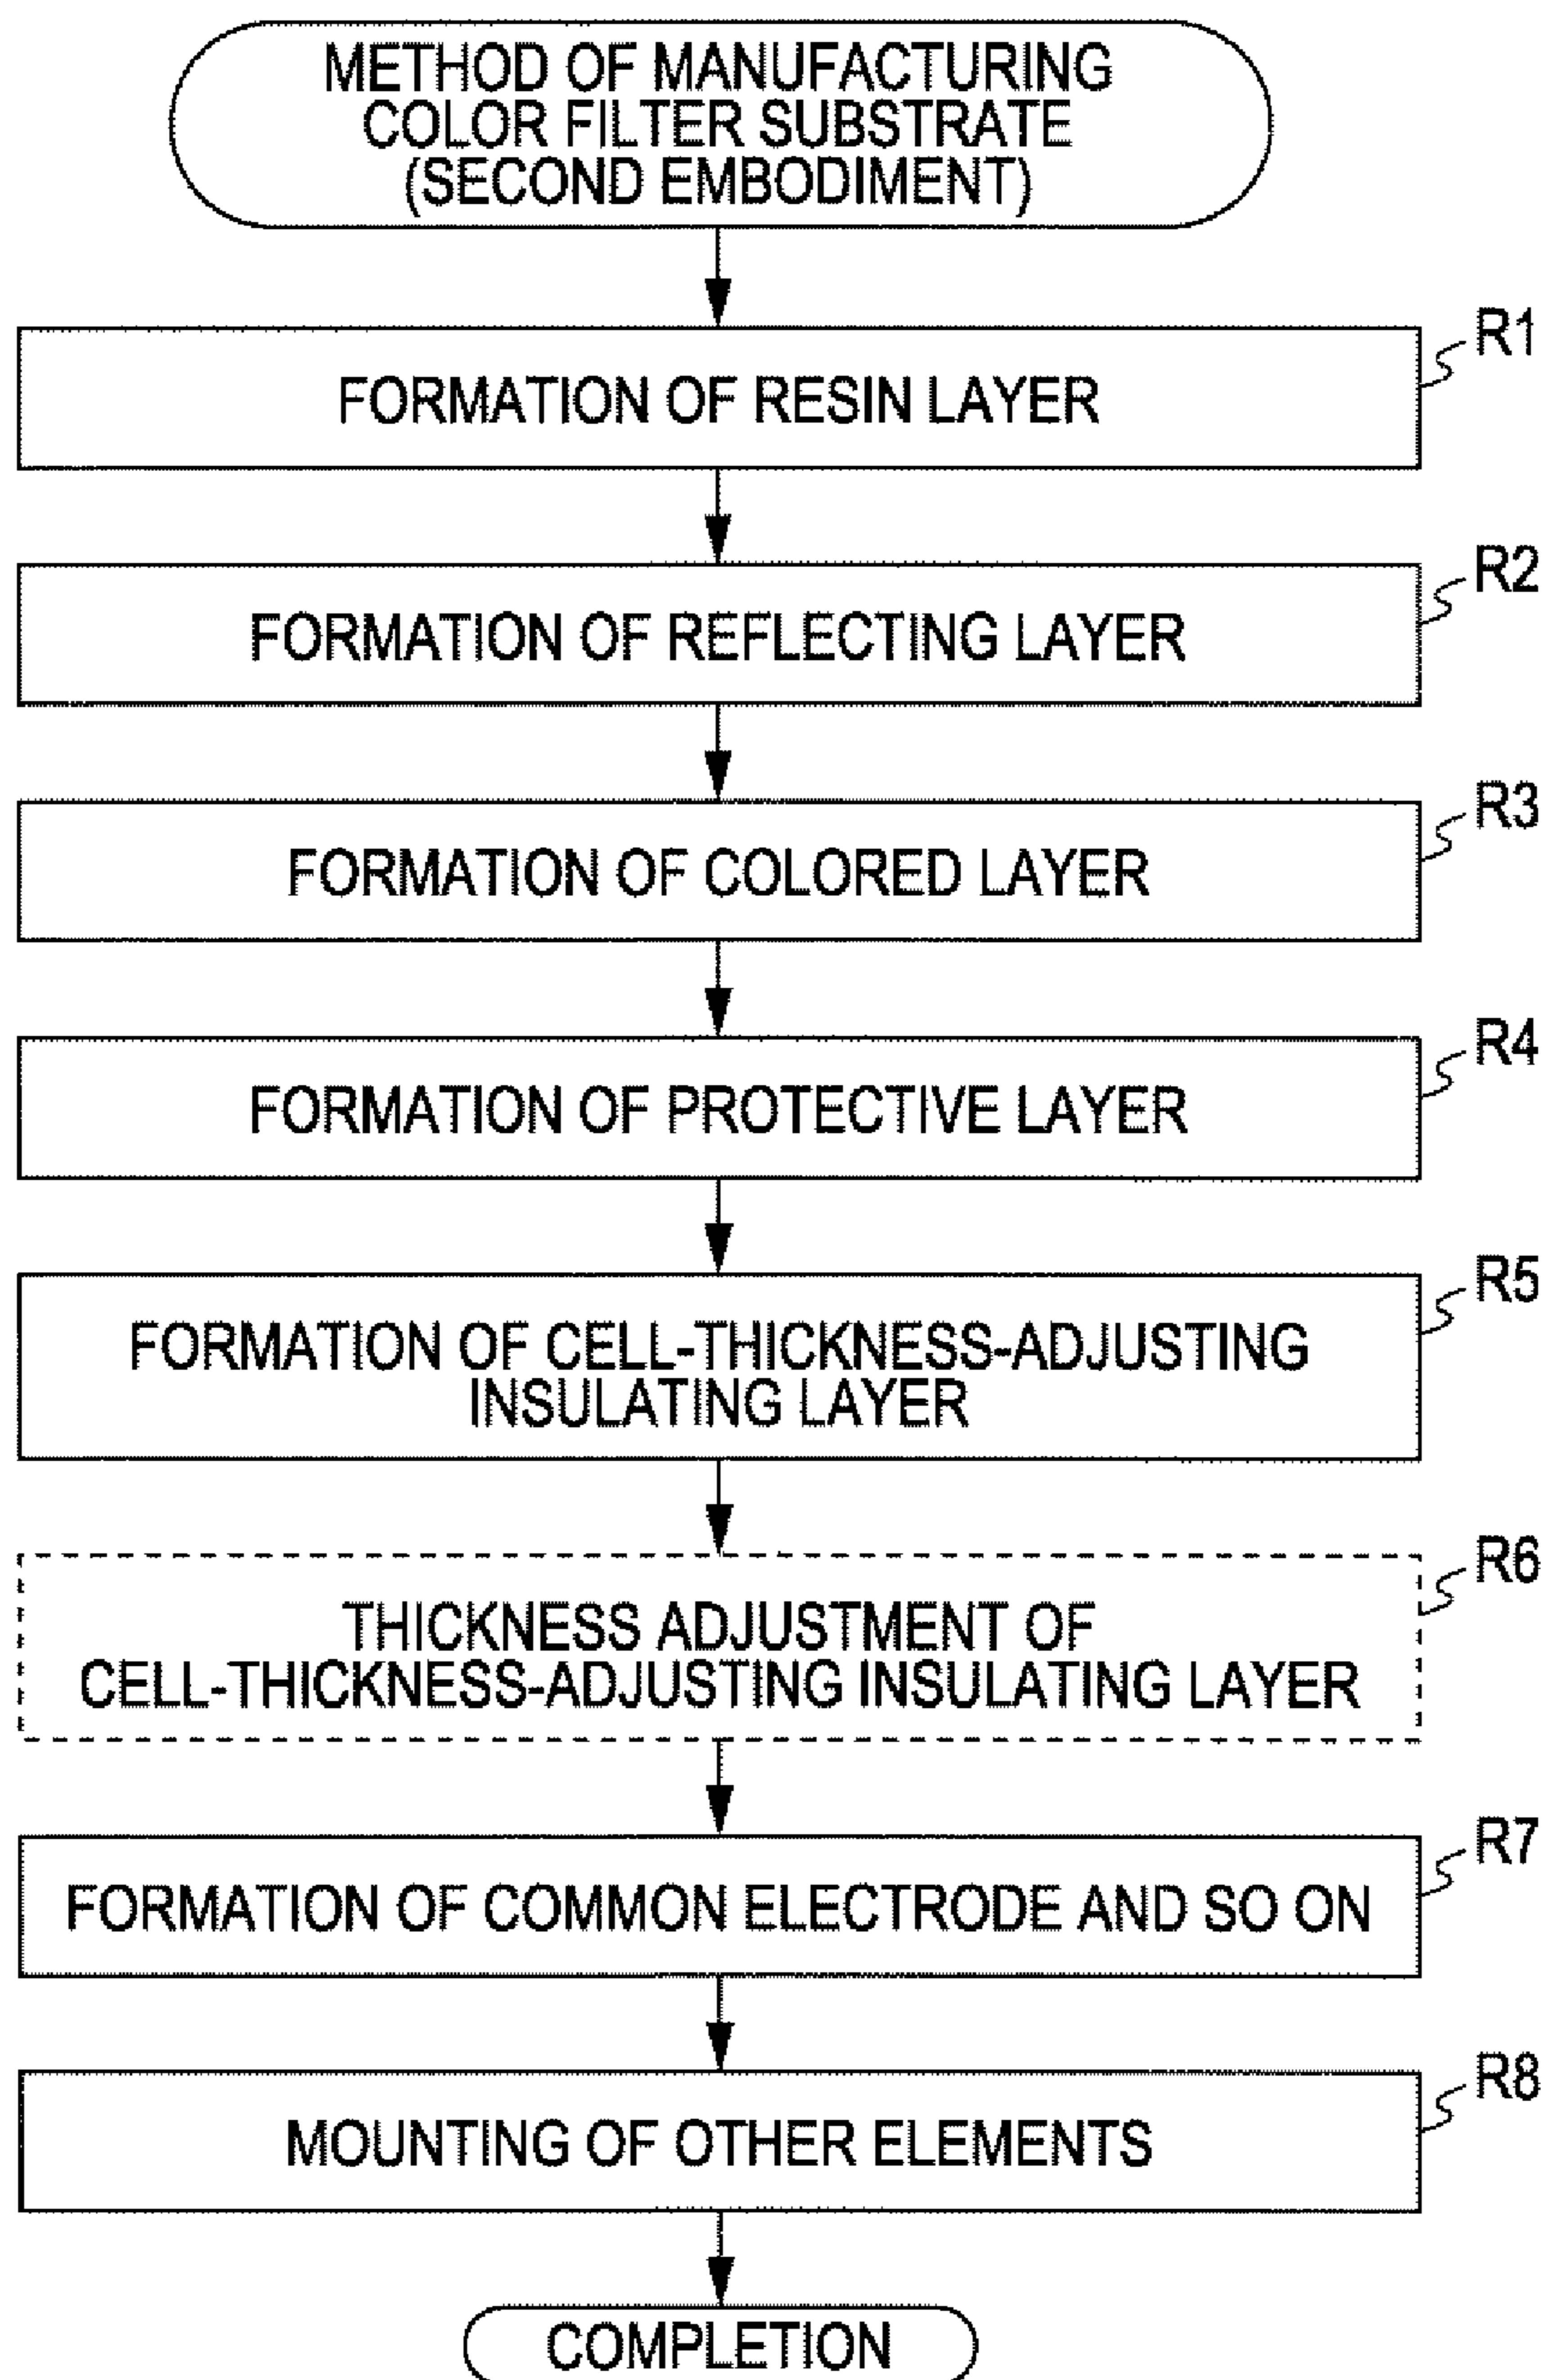 METHOD OF MANUFACTURING
COLOR FILTER SUBSTRATE
(SECOND EMBODIMENT)
R1
FORMATION OF RESIN LAYER
R2
FORMATION OF REFLECTING LAYER
R3
FORMATION OF COLORED LAYER
R4
FORMATION OF PROTECTIVE LAYER
R5
FORMATION OF CELL-THICKNESS-ADJUSTING
INSULATING LAYER
R6
THICKNESS ADJUSTMENT OF
CELL-THICKNESS-ADJUSTING INSULATING LAYER
R7
FORMATION OF COMMON ELECTRODE AND SO ON
R8
MOUNTING OF OTHER ELEMENTS
COMPLETION